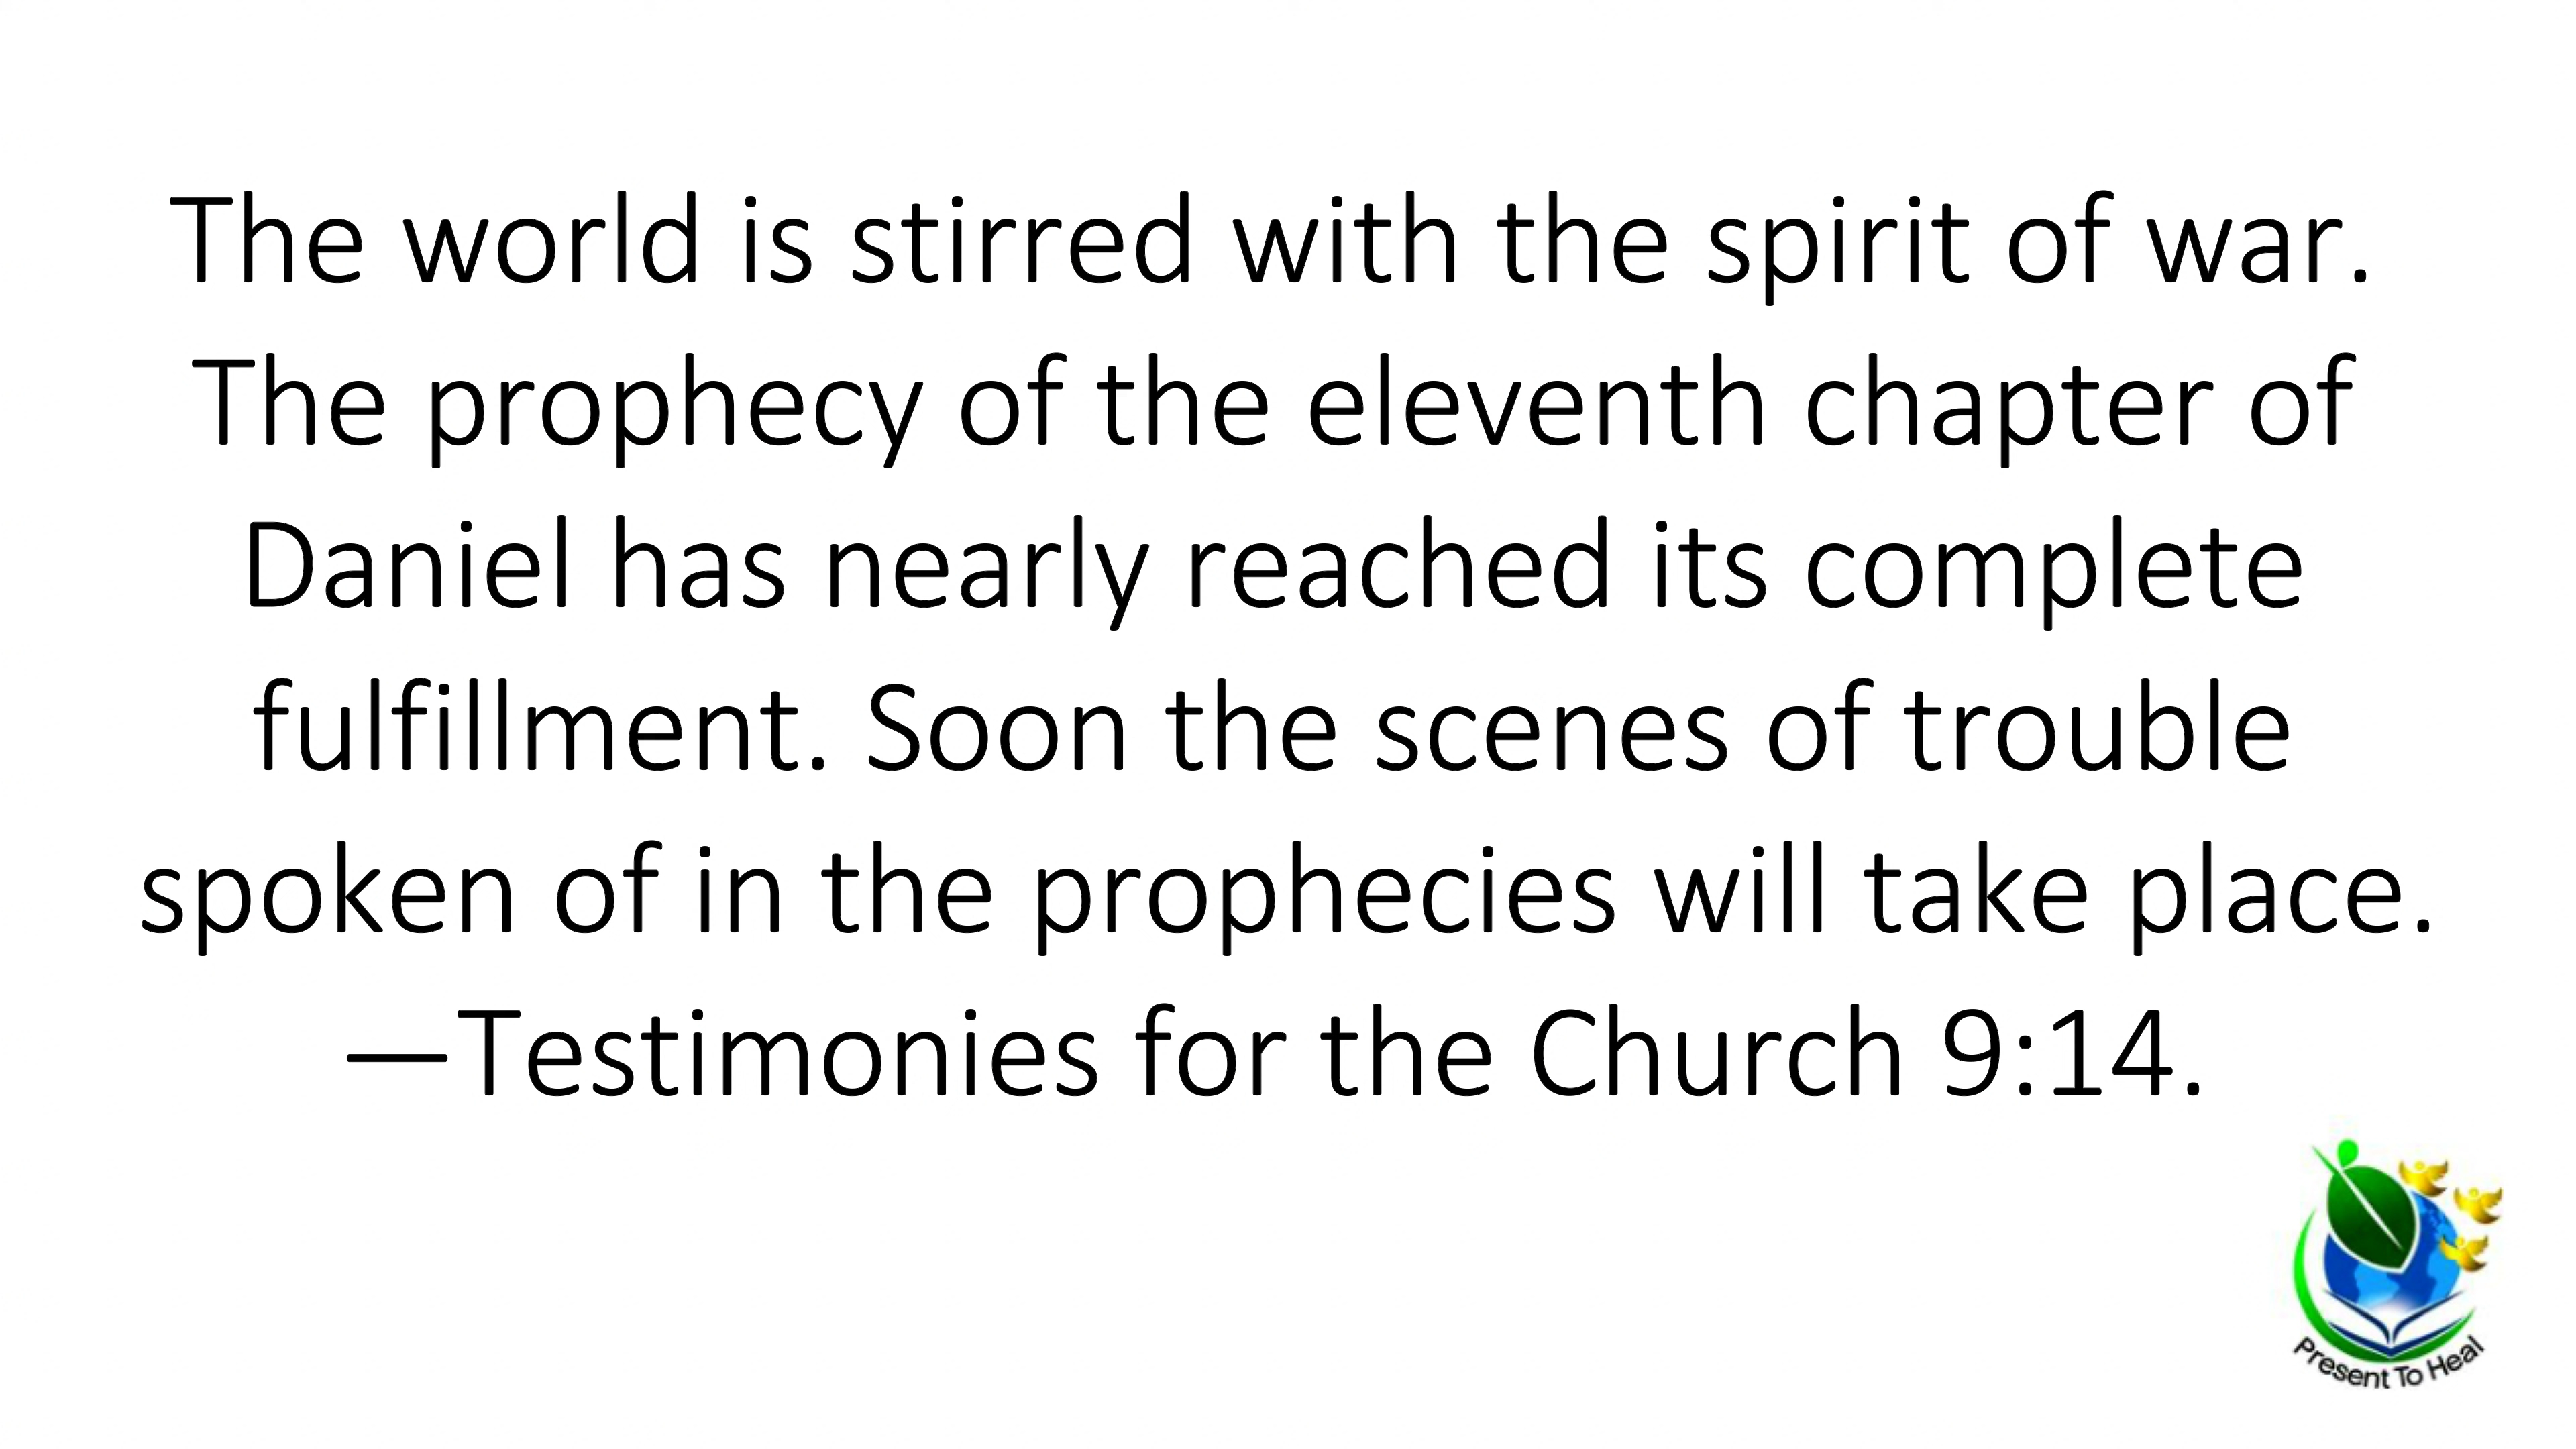 The world is stirred with the spirit of war.
The prophecy of the eleventh chapter of
Daniel has nearly reached its complete
fulfillment. Soon the scenes of trouble
spoken of in the prophecies will take place.
—Testimonies for the Church 9:14.
Present To Heal